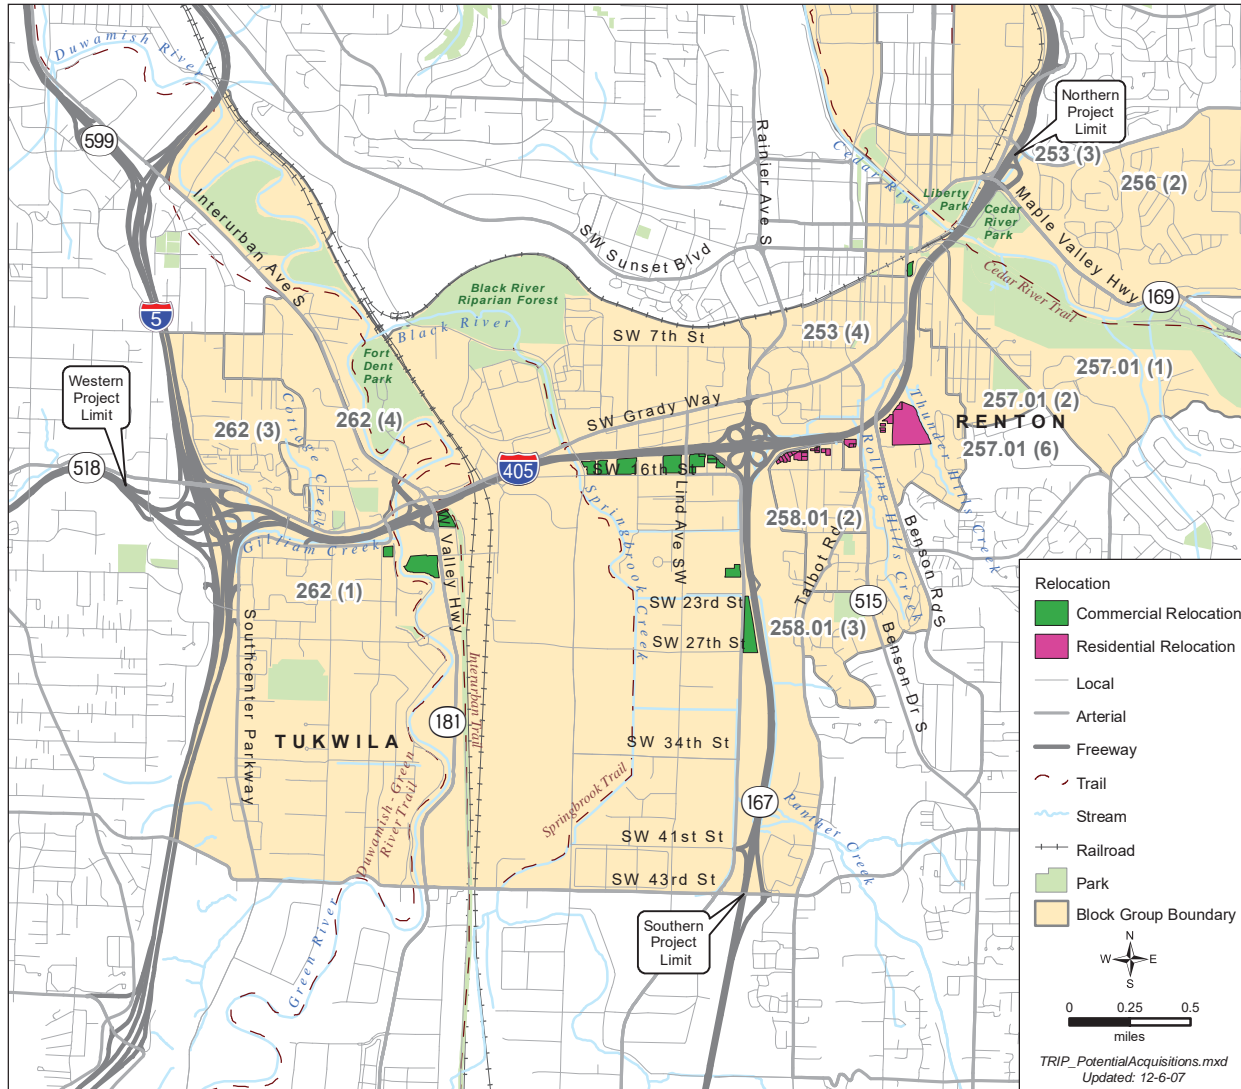 Duwamish River
599
Interurban Ave S
5
Western
Project
Limit
518
262 (3)
Cottage Creek
262 (4)
Gilliam Creek
262 (1)
Southcenter Parkway
TUKWILA
Fort
Dent
Park
Black River
Riparian Forest
Black River
405
W Valley Hwy
181
Interurban Trail
Duwamish-Green
River Trail
Green River
Springbrook Trail
Springbrook Creek
SW Sunset Blvd
Rainier Ave S
SW 7th St
SW Grady Way
SW 16th St
Lind Ave SW
SW 23rd St
SW 27th St
SW 34th St
SW 41st St
SW 43rd St
167
Southern
Project
Limit
Panther Creek
Talbot Rd
258.01 (2)
258.01 (3)
515
Rolling Hills Creek
Benson Rd S
Benson Dr S
Thunder Hills Creek
RENTON
257.01 (1)
257.01 (2)
257.01 (6)
253 (4)
253 (3)
256 (2)
Northern
Project
Limit
Cedar River
Liberty
Park
Cedar
River
Park
Maple Valley Hwy
169
Cedar River Trail
Relocation
Commercial Relocation
Residential Relocation
Local
Arterial
Freeway
Trail
Stream
Railroad
Park
Block Group Boundary
N
W E
S
0 0.25 0.5
miles
TRIP_PotentialAcquisitions.mxd
Updated: 12-6-07